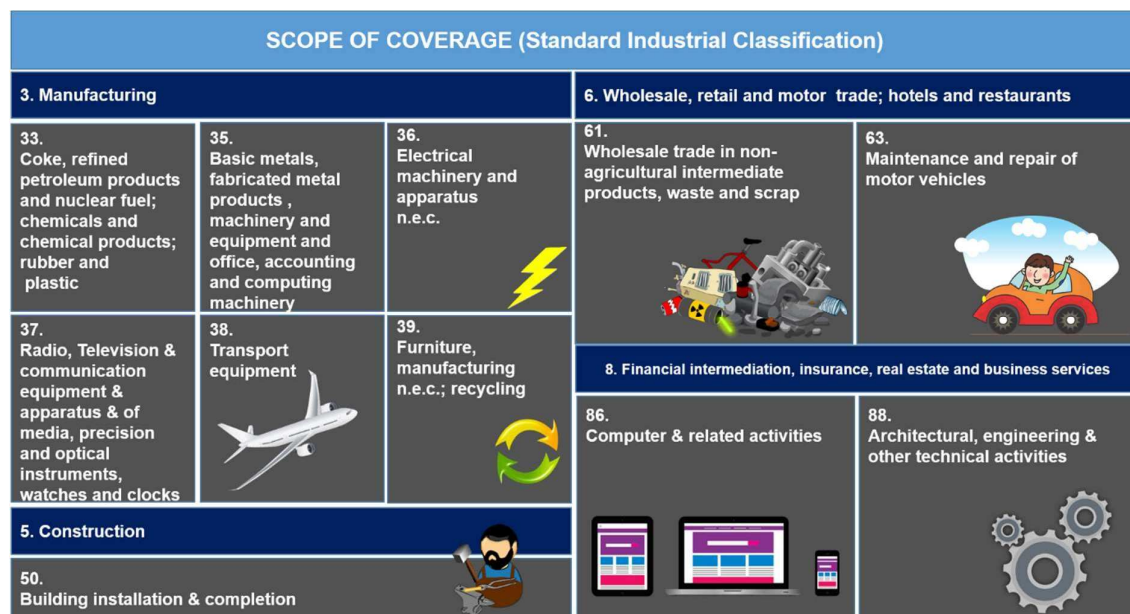 SCOPE OF COVERAGE (Standard Industrial Classification)
3. Manufacturing
33.
Coke, refined
petroleum products
and nuclear fuel;
chemicals and
chemical products;
rubber and
plastic
35.
Basic metals,
fabricated metal
products ,
machinery and
equipment and
office, accounting
and computing
machinery
36.
Electrical
machinery and
apparatus
n.e.c.
37.
Radio, Television &
communication
equipment &
apparatus & of
media, precision
and optical
instruments,
watches and clocks
38.
Transport
equipment
39.
Furniture,
manufacturing
n.e.c.; recycling
5. Construction
50.
Building installation & completion
6. Wholesale, retail and motor trade; hotels and restaurants
61.
Wholesale trade in non-
agricultural intermediate
products, waste and scrap
63.
Maintenance and repair of
motor vehicles
8. Financial intermediation, insurance, real estate and business services
86.
Computer & related activities
88.
Architectural, engineering &
other technical activities